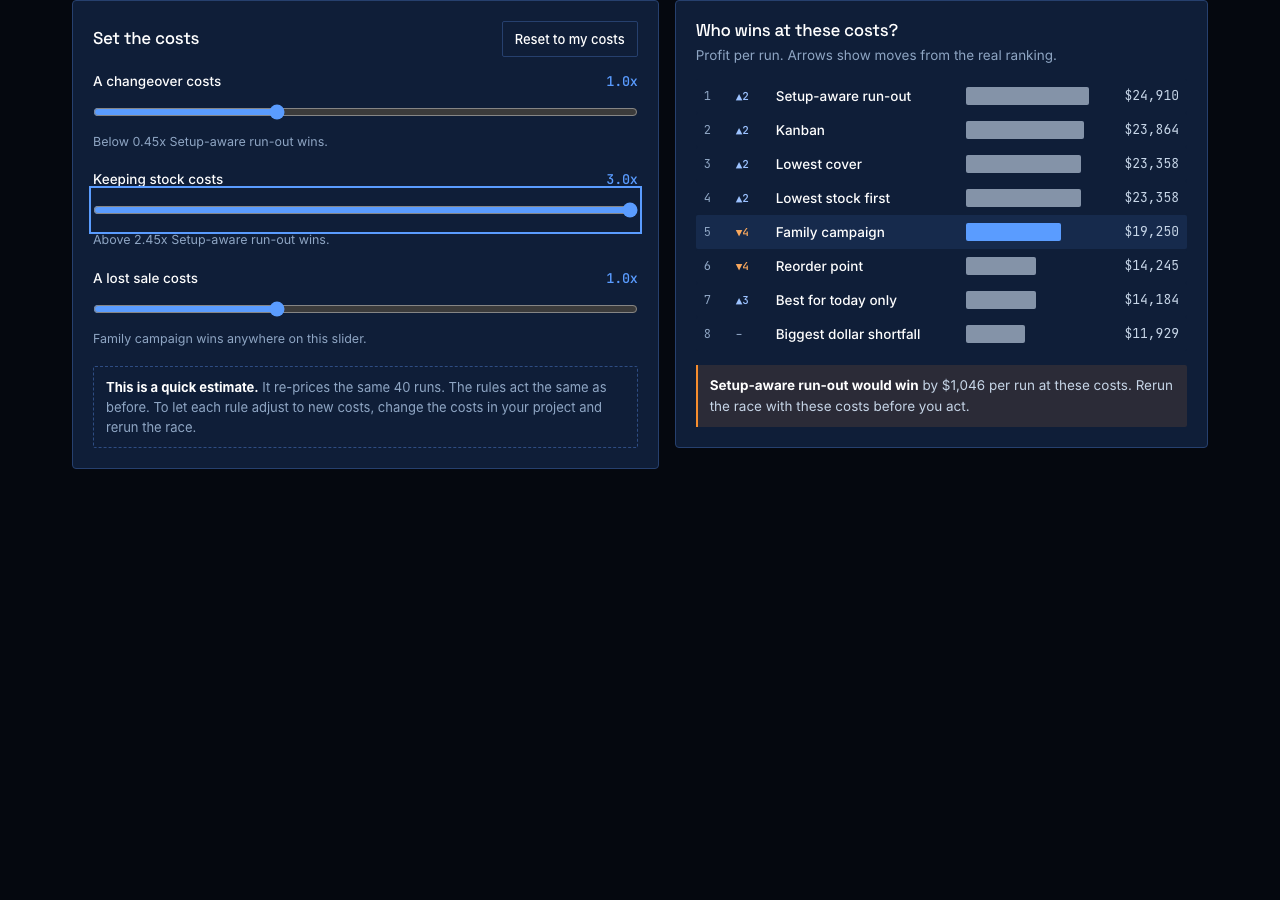 Set the costs
Reset to my costs
A changeover costs 1.0x
Below 0.45x Setup-aware run-out wins.
Keeping stock costs 3.0x
Above 2.45x Setup-aware run-out wins.
A lost sale costs 1.0x
Family campaign wins anywhere on this slider.
This is a quick estimate. It re-prices the same 40 runs. The rules act the same as
before. To let each rule adjust to new costs, change the costs in your project and
rerun the race.
Who wins at these costs?
Profit per run. Arrows show moves from the real ranking.
1 ▲2 Setup-aware run-out $24,910
2 ▲2 Kanban $23,864
3 ▲2 Lowest cover $23,358
4 ▲2 Lowest stock first $23,358
5 ▼4 Family campaign $19,250
6 ▼4 Reorder point $14,245
7 ▲3 Best for today only $14,184
8 – Biggest dollar shortfall $11,929
Setup-aware run-out would win by $1,046 per run at these costs. Rerun
the race with these costs before you act.